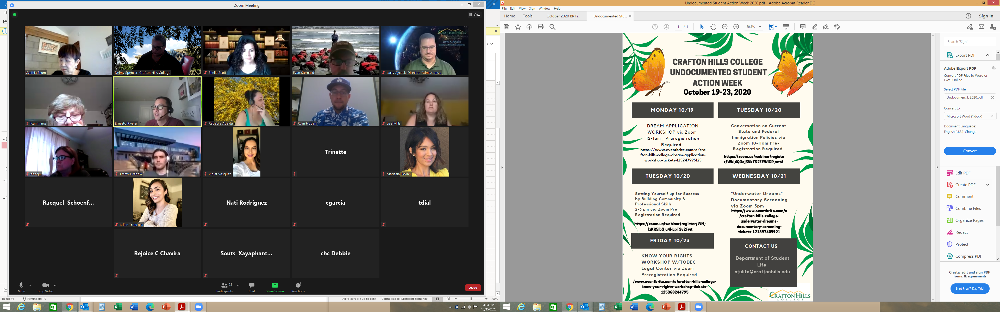 Zoom Meeting
View
Cynthia.Shum
Delmy Spencer, Crafton Hills College
Shella Scott
Evan Sternard
CRAFTON HILLS
Larry K. Aycock
Larry Aycock, Director, Admissions...
lcummings
Ernesto Rivera
Rebecca Abeyta
Ryan Hogan
Lisa Mills
dbogn
Jimmy Grabow
Violet Vasquez
Trinette
Marisela Hoehn
Racquel Schoenf...
Arline Troncoza
Nati Rodriguez
cgarcia
tdial
Rejoice C Chavira
Souts Xayaphant...
chc Debbie
Mute
Stop Video
Participants
23
Chat
Share Screen
Reactions
Leave
Items: 44
Reminders: 10
All folders are up to date.
Connected to: Microsoft Exchange
100%
4:04 PM
10/15/2020
Undocumented Student Action Week 2020.pdf - Adobe Acrobat Reader DC
File Edit View Sign Window Help
Home
Tools
October 2020 BR Fi...
Undocumented Stu...
Sign In
1 / 1
80.3%
CRAFTON HILLS COLLEGE
UNDOCUMENTED STUDENT
ACTION WEEK
October 19-23, 2020
MONDAY 10/19
DREAM APPLICATION
WORKSHOP vis Zoom
12-1pm , Preregistration
Required
https://www.eventbrite.com/e/cra
fton-hills-college-dream-application-
workshop-tickets-125247995125
TUESDAY 10/20
Conversation on Current
State and Federal
Immigration Policies via
Zoom 10-11am Pre-
Registration Required
https://zoom.us/webinar/registe
r/WN_6QOej5VkTS2ZEWlCR_vntA
TUESDAY 10/20
Setting Yourself up for Success
by Building Community &
Professional Skills
2-3 pm via Zoom Pre
Registration Required
https://zoom.us/webinar/register/WN_-
IzKR5IbS_u4l-LpTSv2Fwt
WEDNESDAY 10/21
"Underwater Dreams"
Documentary Screening
via Zoom 5pm
https://www.eventbrite.com/e
/crafton-hills-college-
underwater-dreams-
documentary-screening-
tickets-121397409921
FRIDAY 10/23
KNOW YOUR RIGHTS
WORKSHOP W/TODEC
Legal Center via Zoom
Preregistration Required
/www.eventbrite.com/e/crafton-hills-college-
know-your-rights-workshop-tickets-
125368244795
CONTACT US
Department of Student
Life
stulife@craftonhills.edu
CRAFTON HILLS
COLLEGE
Search 'Sign'
Export PDF
Adobe Export PDF
Convert PDF Files to Word or
Excel Online
Select PDF File
Undocumen...k 2020.pdf
Convert to
Microsoft Word (*.docx)
Document Language:
English (U.S.) Change
Convert
Edit PDF
Create PDF
Comment
Combine Files
Organize Pages
Redact
Protect
Compress PDF
Create, edit and sign PDF
forms & agreements
Start Free 7-Day Trial